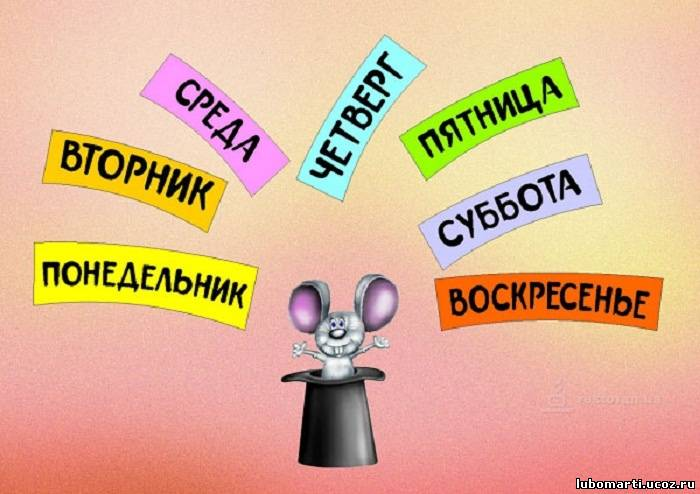 ПОНЕДЕЛЬНИК
ВТОРНИК
СРЕДА
ЧЕТВЕРГ
ПЯТНИЦА
СУББОТА
ВОСКРЕСЕНЬЕ
lubomarti.ucoz.ru